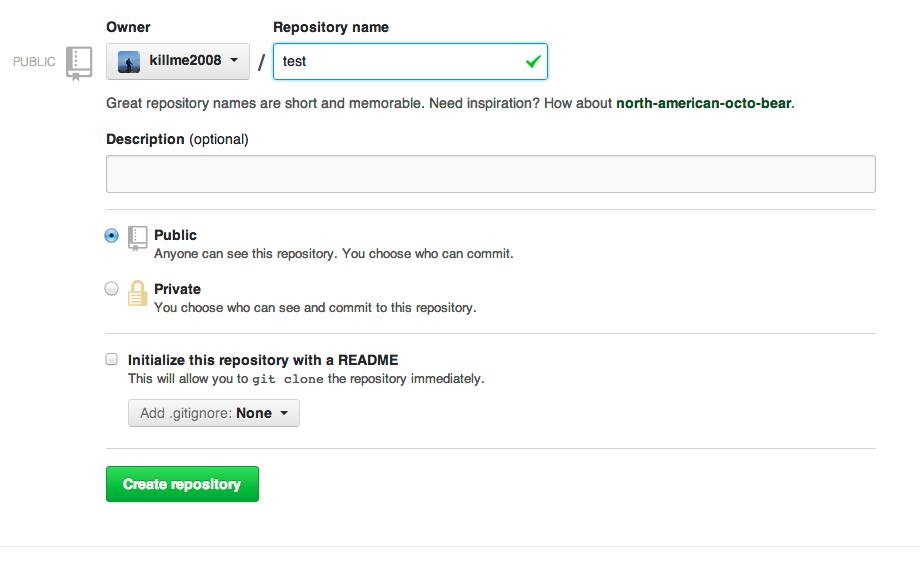 Owner
Repository name
PUBLIC
killme2008 / test
Great repository names are short and memorable. Need inspiration? How about north-american-octo-bear.
Description (optional)
Public
Anyone can see this repository. You choose who can commit.
Private
You choose who can see and commit to this repository.
Initialize this repository with a README
This will allow you to git clone the repository immediately.
Add .gitignore: None
Create repository